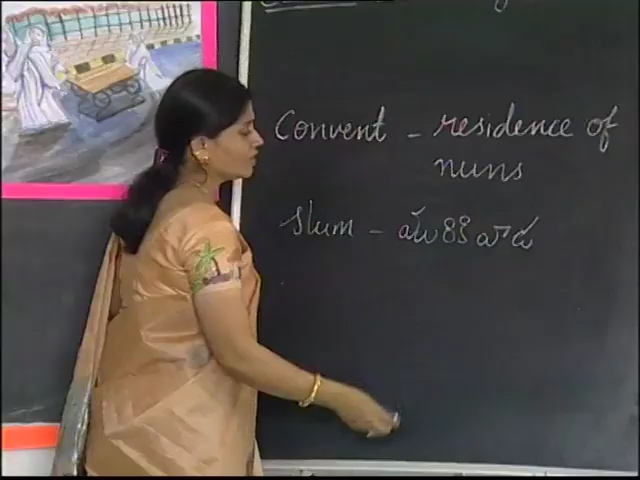 Convent – residence of
nuns
Slum – మురికివాడ